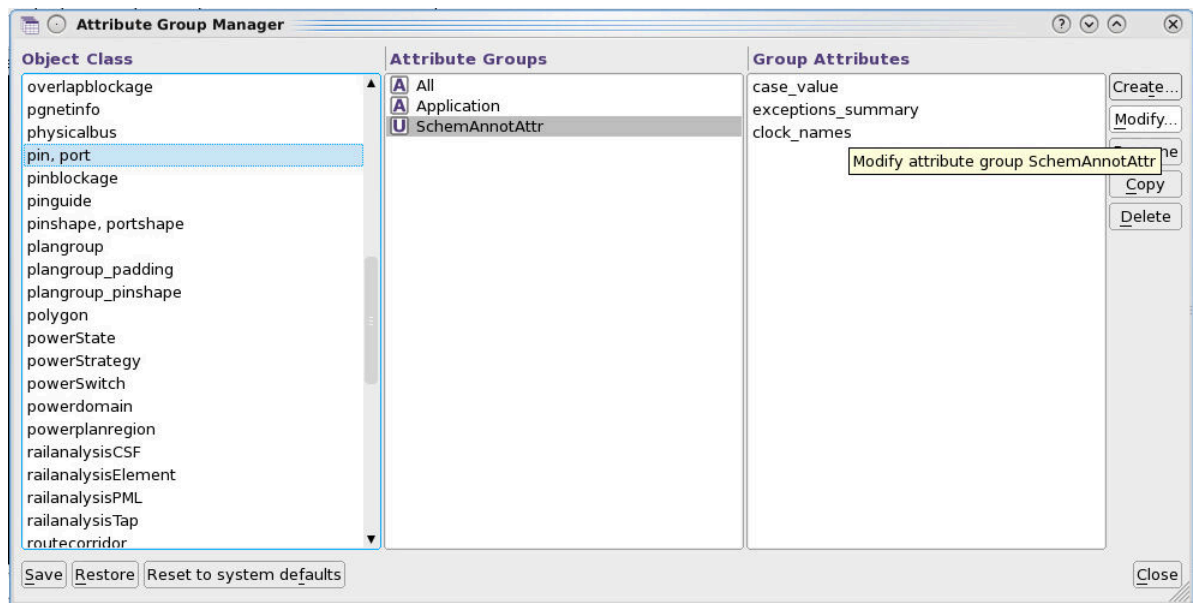 Attribute Group Manager
Object Class
overlapblockage
pgnetinfo
physicalbus
pin, port
pinblockage
pinguide
pinshape, portshape
plangroup
plangroup_padding
plangroup_pinshape
polygon
powerState
powerStrategy
powerSwitch
powerdomain
powerplanregion
railanalysisCSF
railanalysisElement
railanalysisPML
railanalysisTap
routecorridor
Attribute Groups
A All
A Application
U SchemAnnotAttr
Group Attributes
case_value
exceptions_summary
clock_names
Create...
Modify...
Modify attribute group SchemAnnotAttr
Copy
Delete
Save Restore Reset to system defaults
Close